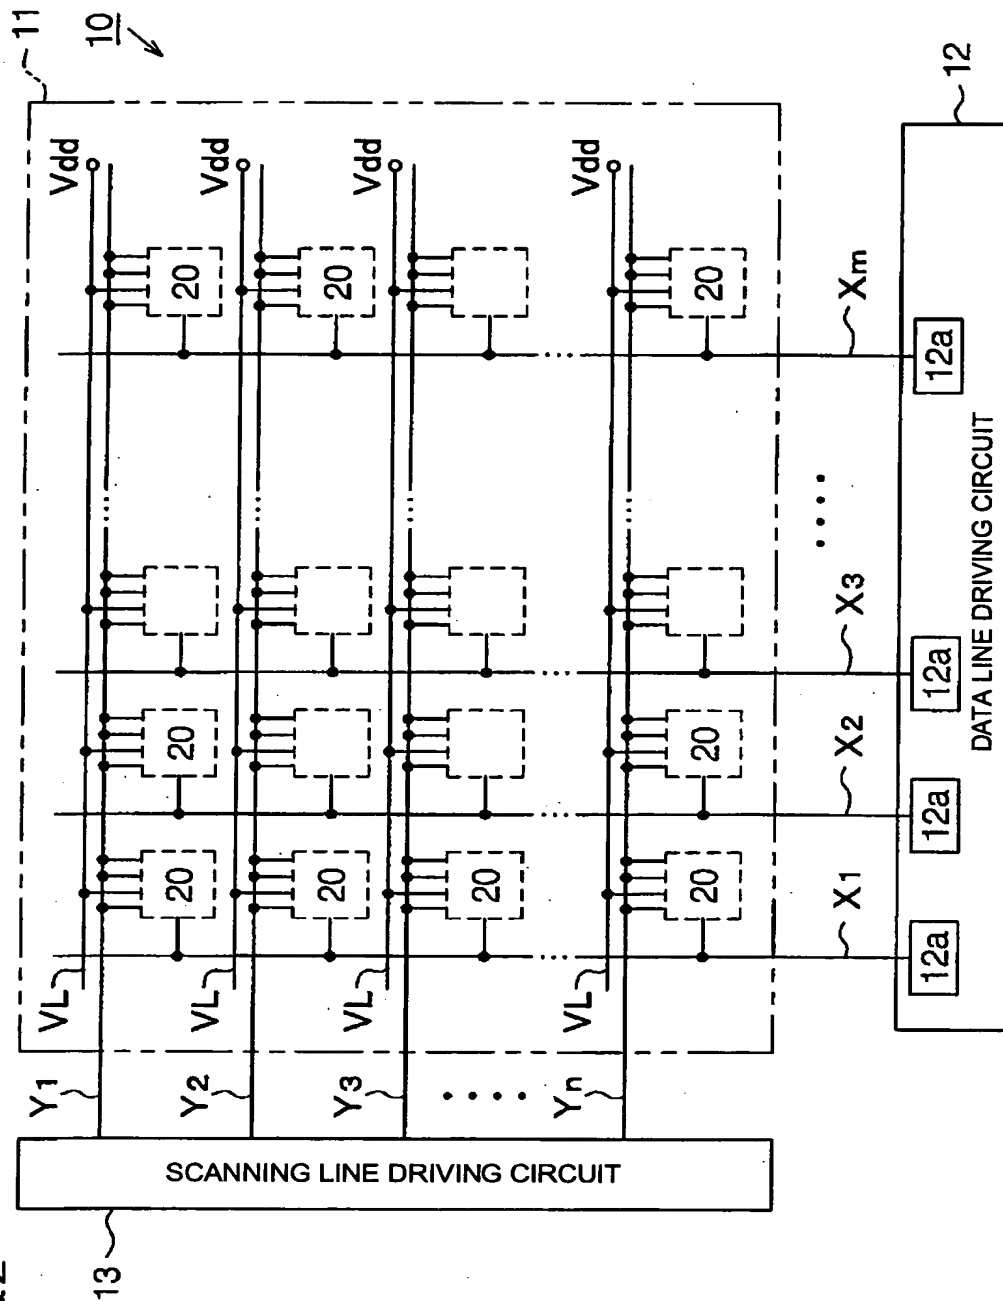 11
10
13
SCANNING LINE DRIVING CIRCUIT
Y1 VL 20 20 20 Vdd
Y2 VL 20 20 Vdd
Y3 VL 20 Vdd
Yn VL 20 20 20 Vdd
X1 X2 X3 Xm
12a 12a 12a 12a
12
DATA LINE DRIVING CIRCUIT